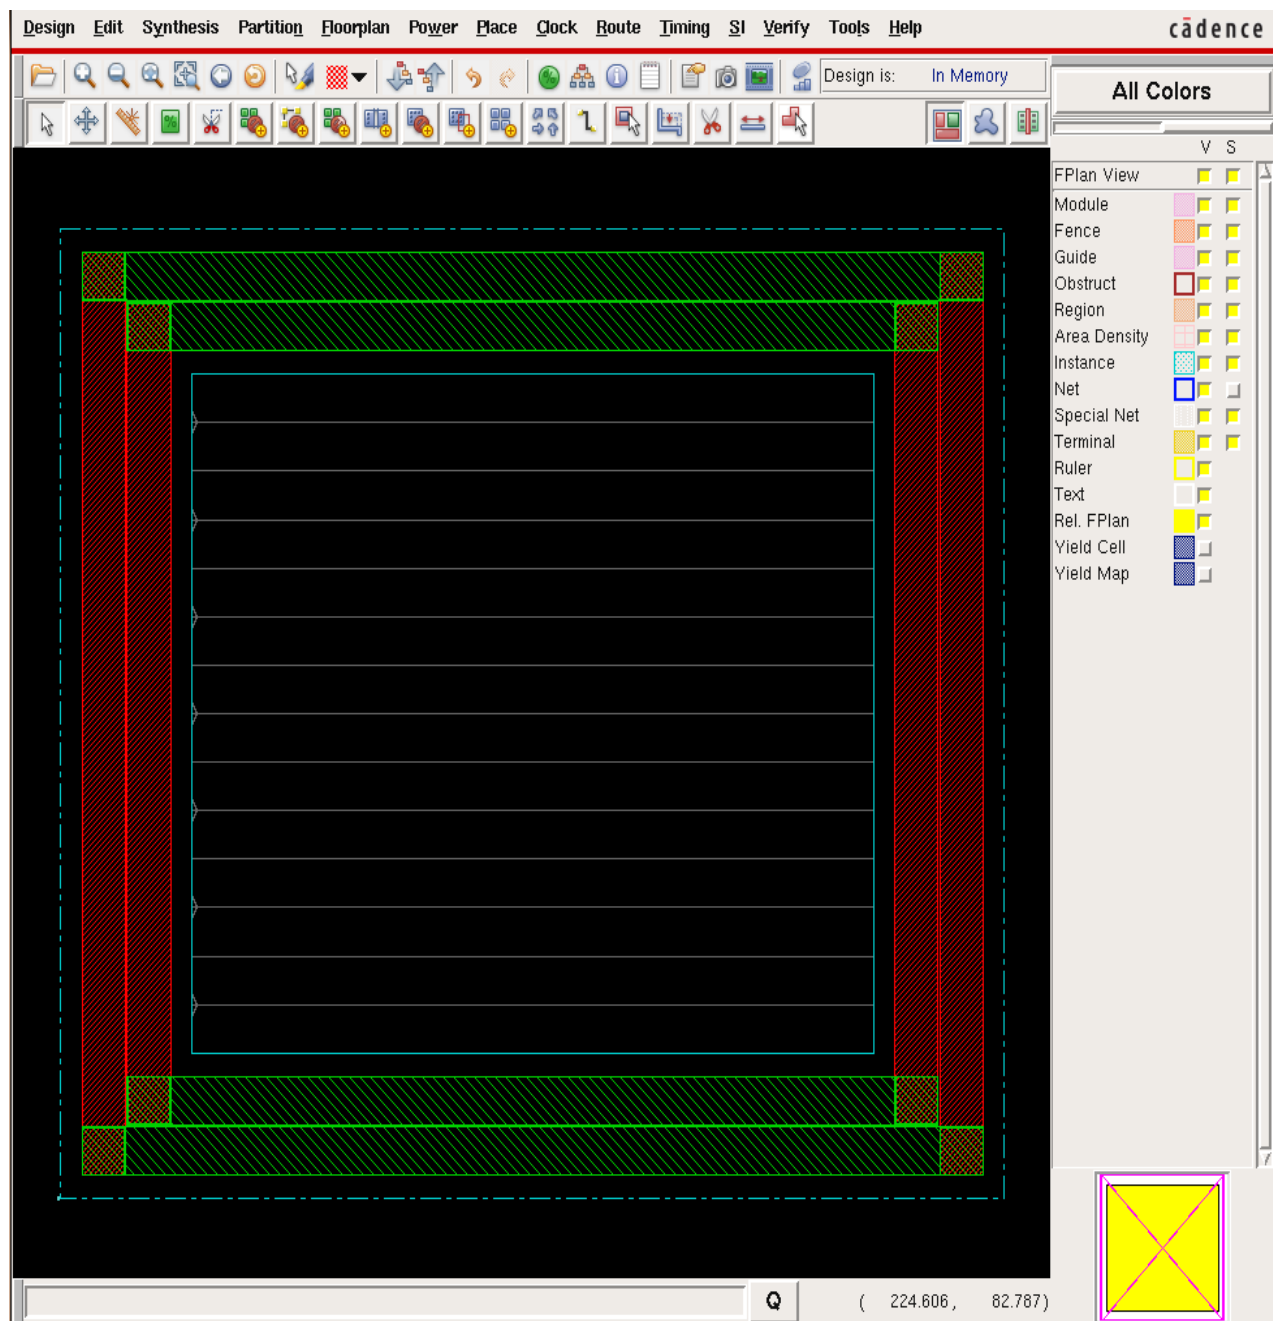 Design Edit Synthesis Partition Floorplan Power Place Clock Route Timing SI Verify Tools Help cādence
Design is: In Memory
All Colors
V S
FPlan View
Module
Fence
Guide
Obstruct
Region
Area Density
Instance
Net
Special Net
Terminal
Ruler
Text
Rel. FPlan
Yield Cell
Yield Map
Q ( 224.606, 82.787)